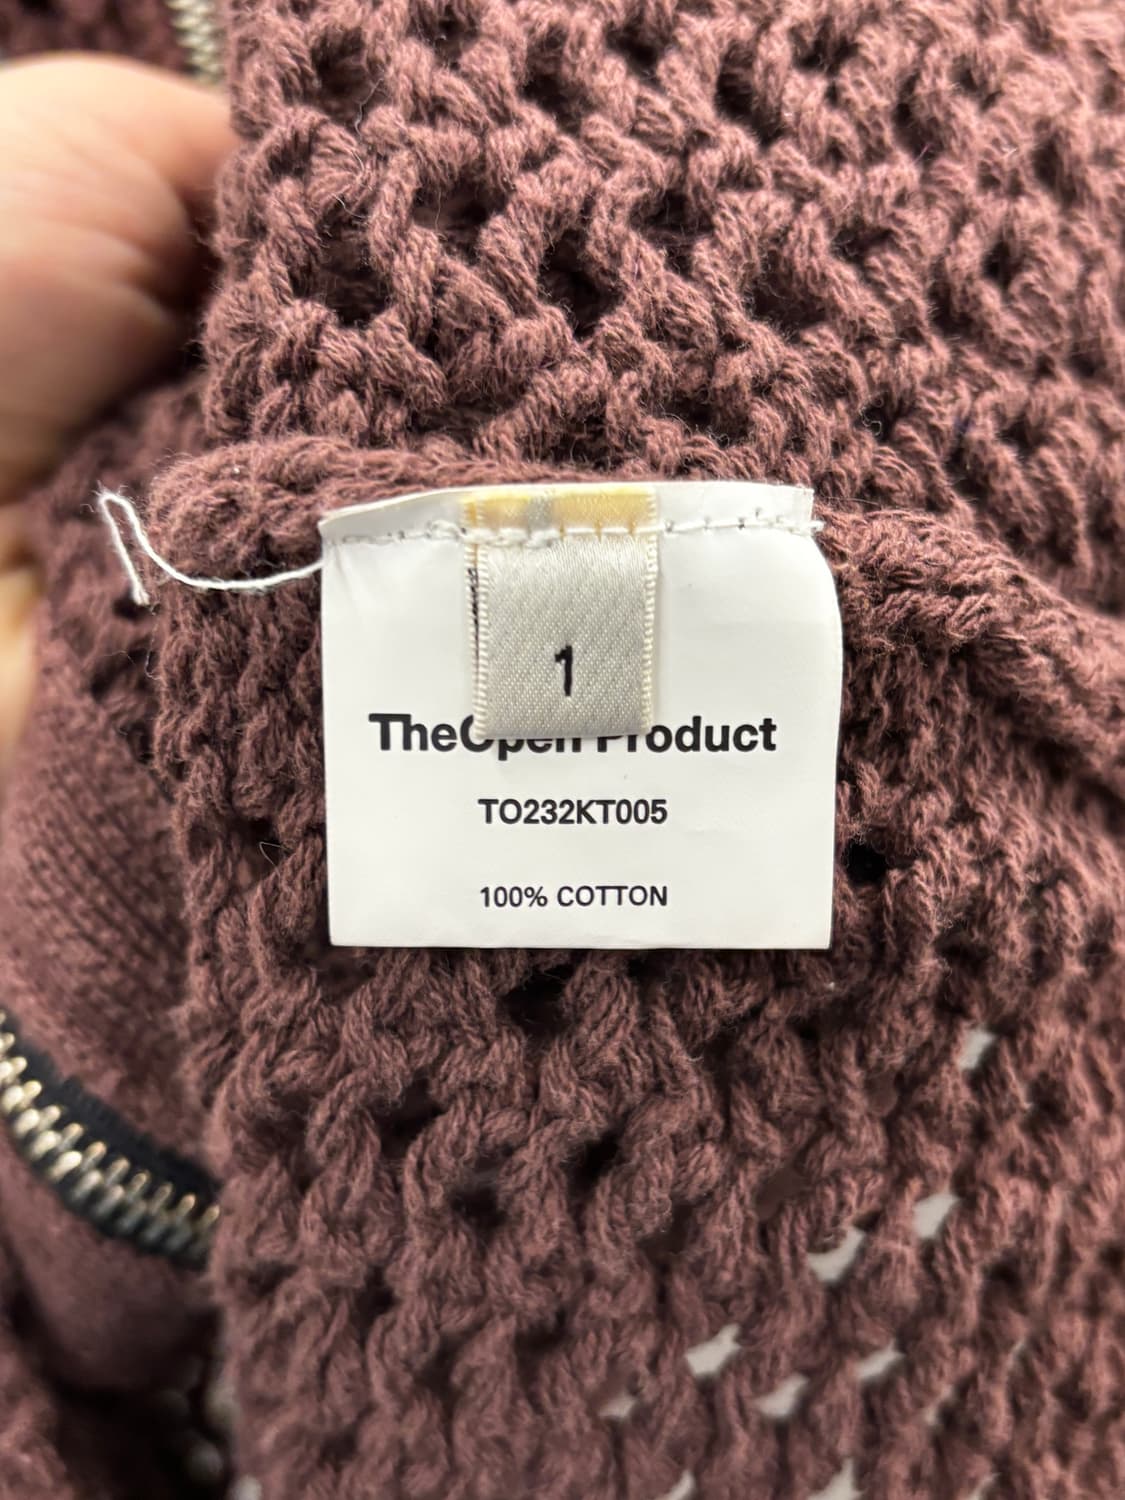 1
TheOpen Product
TO232KT005
100% COTTON